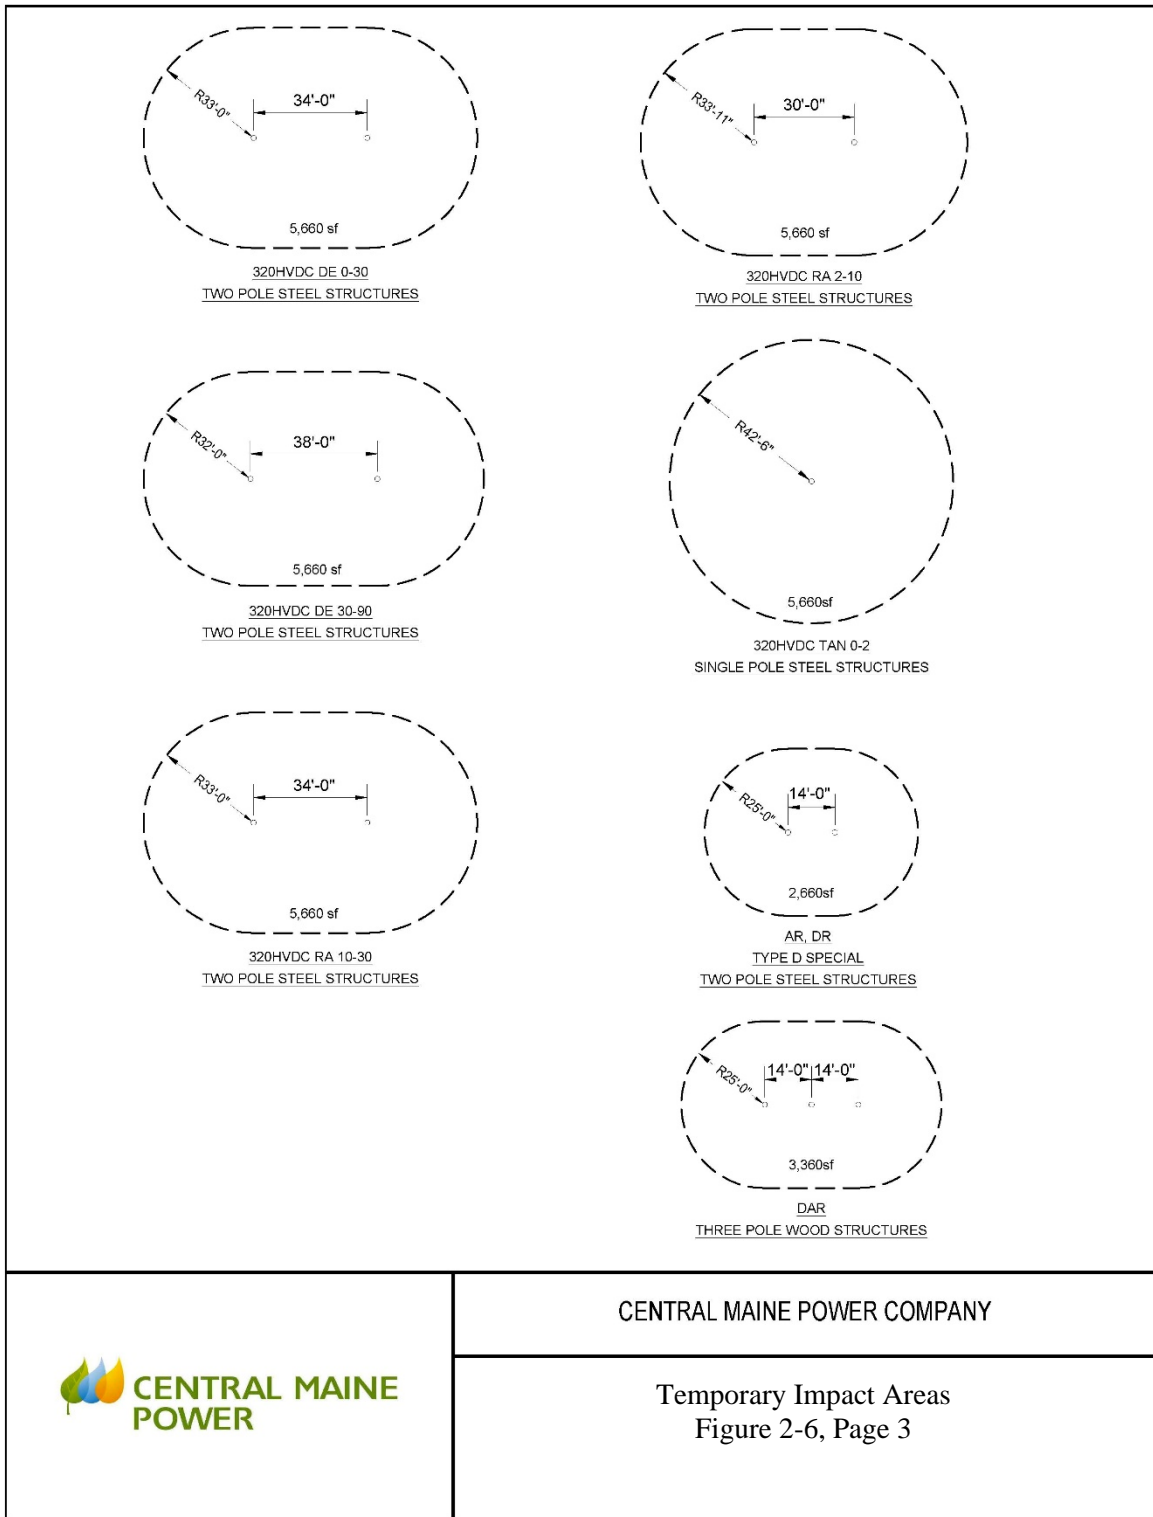 R33'-0"
34'-0"
5,660 sf
320HVDC DE 0-30
TWO POLE STEEL STRUCTURES
R33'-11"
30'-0"
5,660 sf
320HVDC RA 2-10
TWO POLE STEEL STRUCTURES
R32'-0"
38'-0"
5,660 sf
320HVDC DE 30-90
TWO POLE STEEL STRUCTURES
R42'-6"
5,660sf
320HVDC TAN 0-2
SINGLE POLE STEEL STRUCTURES
R33'-0"
34'-0"
5,660 sf
320HVDC RA 10-30
TWO POLE STEEL STRUCTURES
R25'-0"
14'-0"
2,660sf
AR, DR
TYPE D SPECIAL
TWO POLE STEEL STRUCTURES
R25'-0"
14'-0" 14'-0"
3,360sf
DAR
THREE POLE WOOD STRUCTURES
CENTRAL MAINE
POWER
CENTRAL MAINE POWER COMPANY
Temporary Impact Areas
Figure 2-6, Page 3